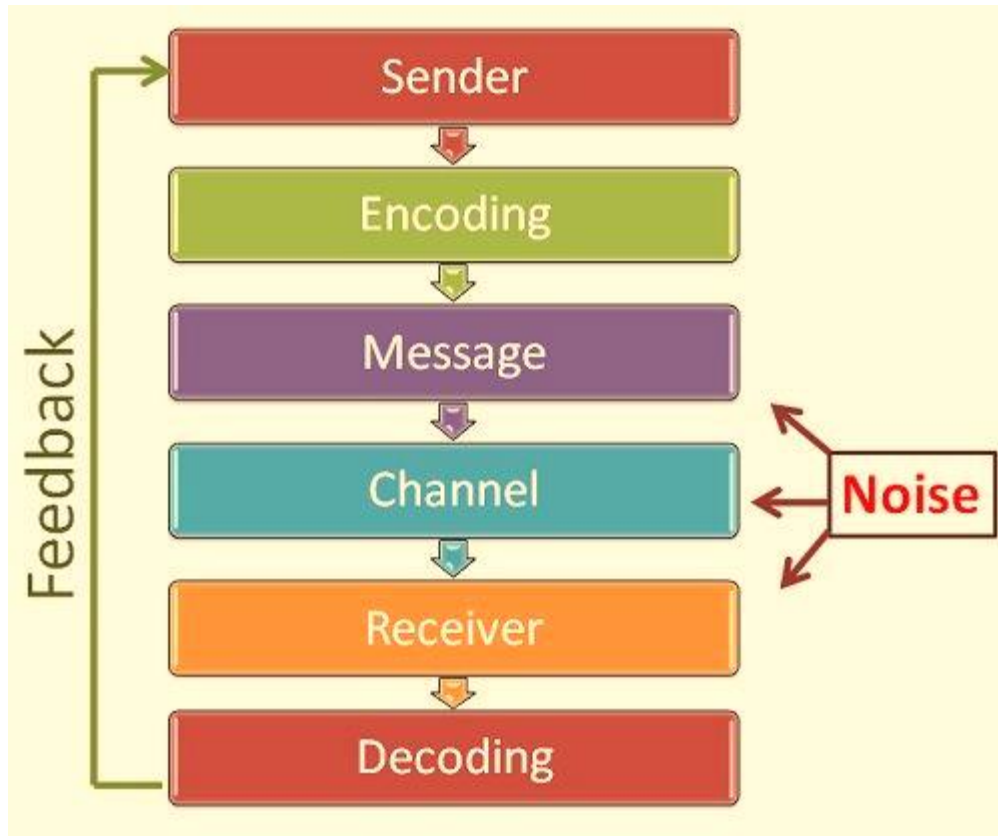 Sender
Encoding
Message
Channel
Receiver
Decoding
Feedback
Noise